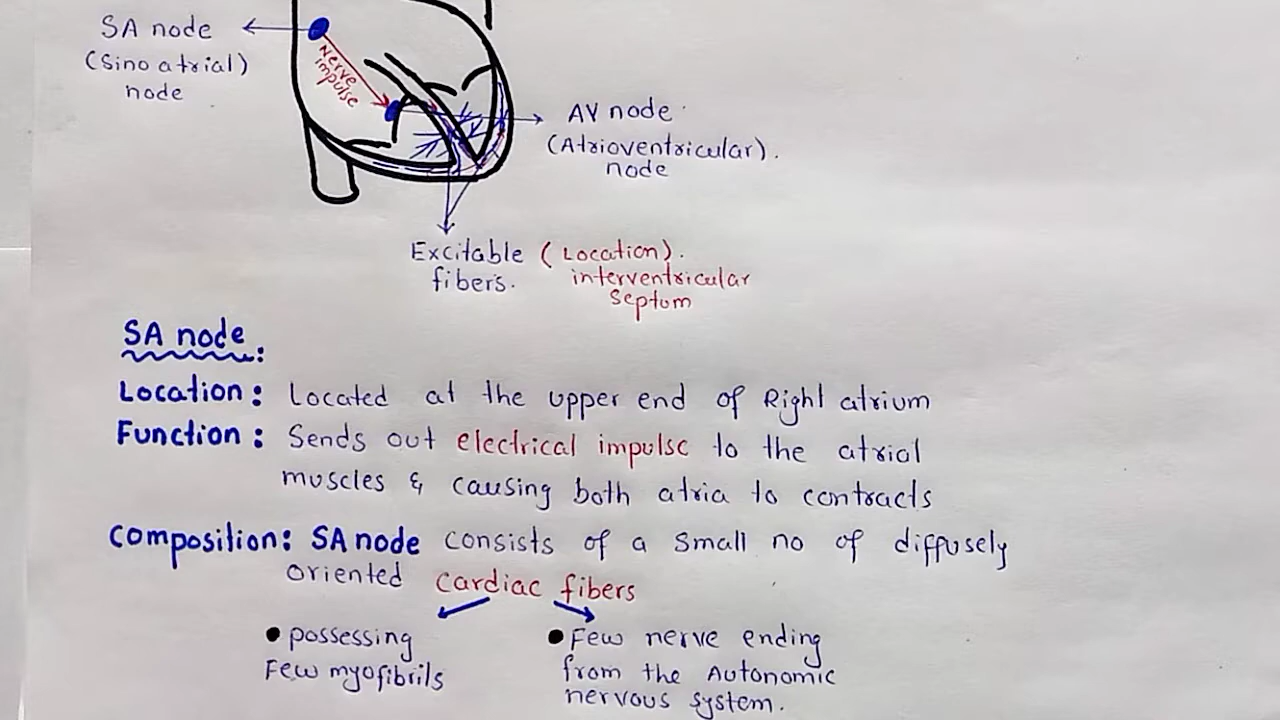 SA node
(Sino atrial)
node
Nerve
impulse
AV node
(Atrioventricular).
node
Excitable (Location).
fibers. interventricular
Septum
SA node:
Location: Located at the upper end of Right atrium
Function: Sends out electrical impulse to the atrial
muscles & causing both atria to contracts
Composition: SA node consists of a small no of diffusely
oriented cardiac fibers
• possessing
Few myofibrils
• Few nerve ending
from the Autonomic
nervous system.